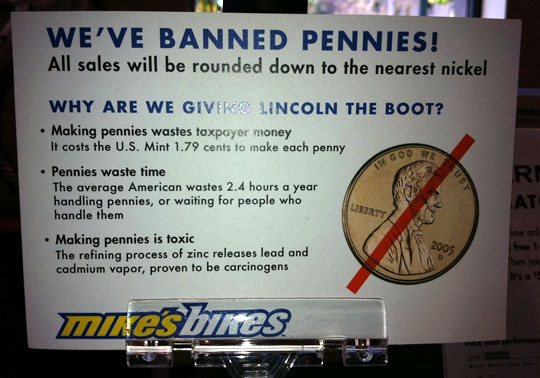 WE'VE BANNED PENNIES!
All sales will be rounded down to the nearest nickel
WHY ARE WE GIVING LINCOLN THE BOOT?
• Making pennies wastes taxpayer money
It costs the U.S. Mint 1.79 cents to make each penny
• Pennies waste time
The average American wastes 2.4 hours a year
handling pennies, or waiting for people who
handle them
• Making pennies is toxic
The refining process of zinc releases lead and
cadmium vapor, proven to be carcinogens
IN GOD WE TRUST
LIBERTY
2005
D
mike's bikes